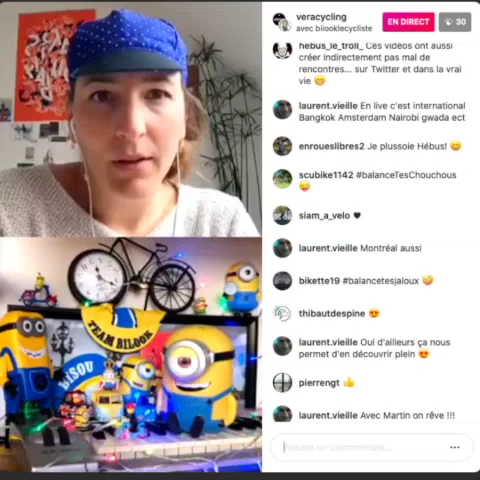 veracycling
avec bilooklecycliste
EN DIRECT
30
hebus_le_troll_ Ces vidéos ont aussi
créer indirectement pas mal de
rencontres... sur Twitter et dans la vrai
vie 😁
laurent.vieille En live c'est international
Bangkok Amsterdam Nairobi gwada ect
enroueslibres2 Je plussoie Hébus! 😄
scubike1142 #balanceTesChouchous
😜
siam_a_velo 🖤
laurent.vieille Montréal aussi
bikette19 #balancetesjaloux 🤪
thibautdespine 😍
laurent.vieille Oui d'ailleurs ça nous
permet d'en découvrir plein 😍
pierrengt 👍
laurent.vieille Avec Martin on rêve !!!
Ajouter un commentaire...
TEAM BILOOK
BISOU